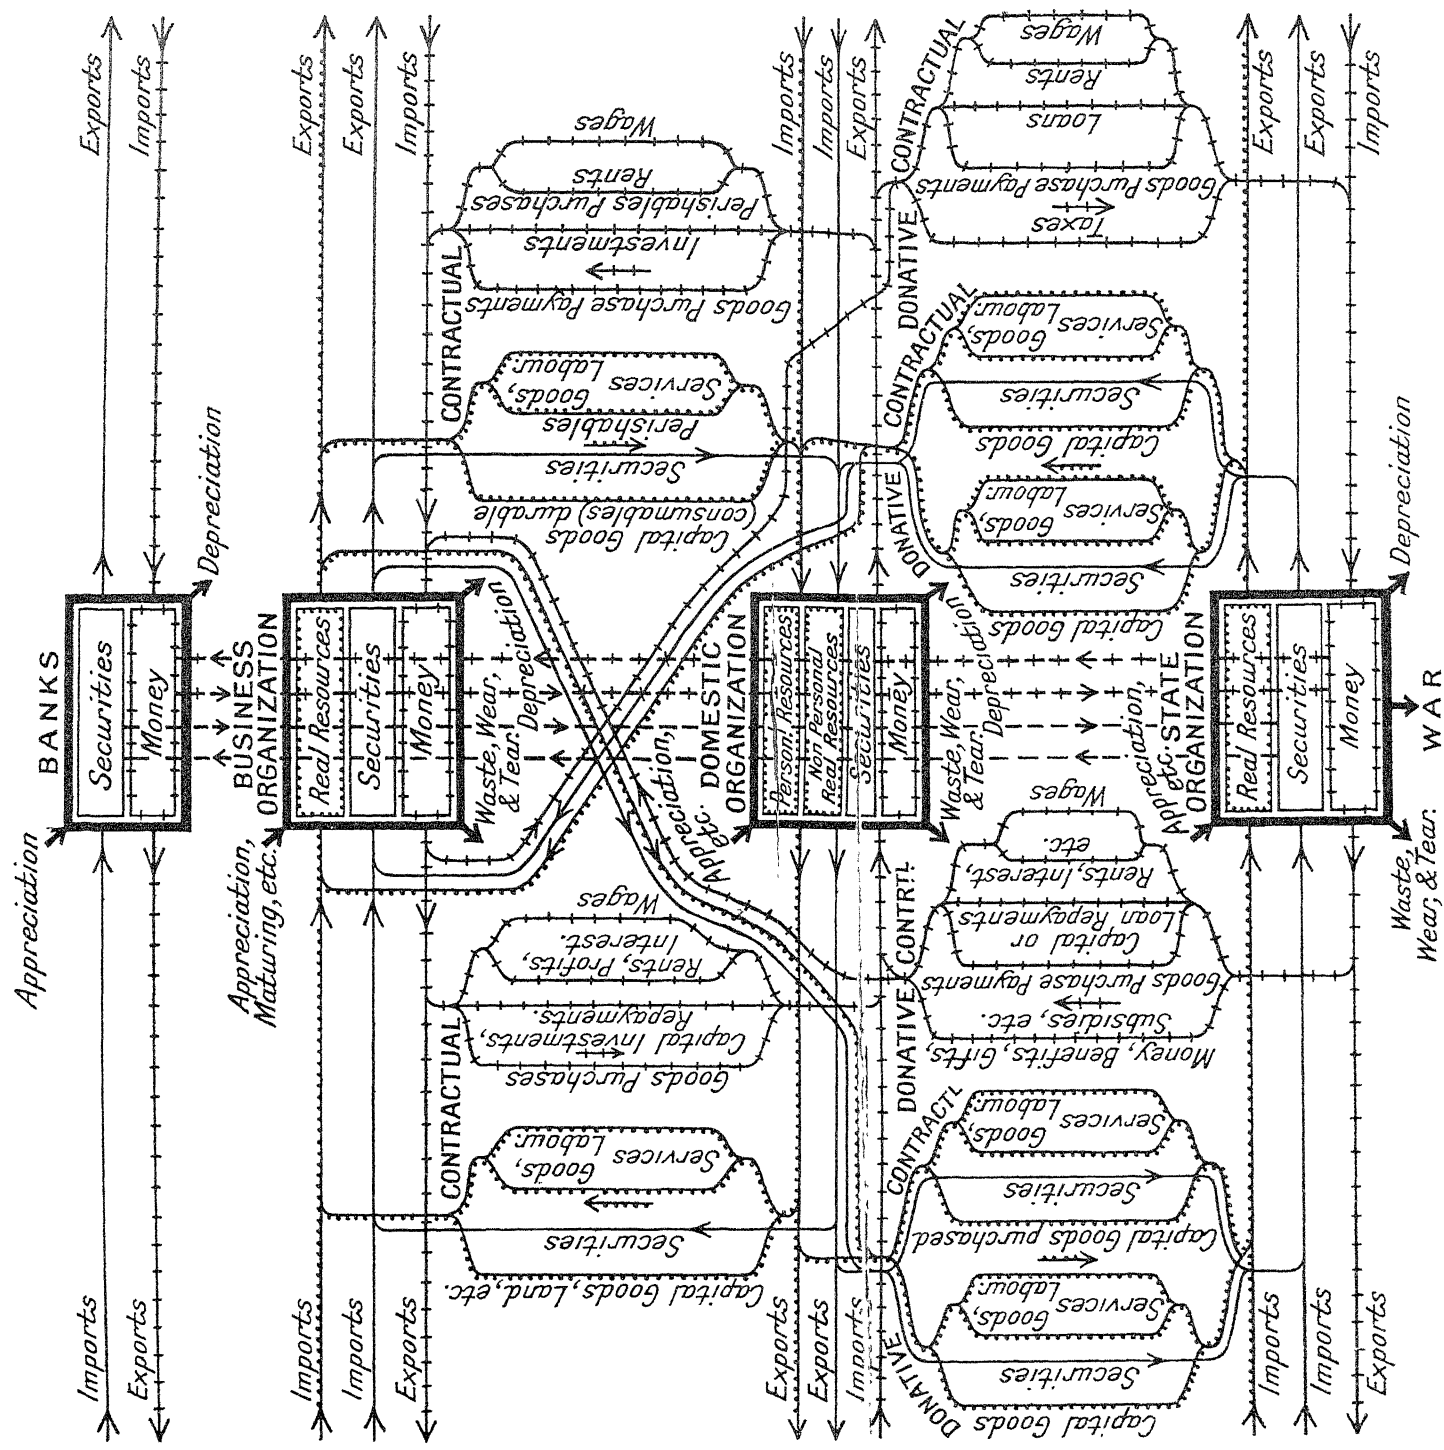 Appreciation
BANKS
Depreciation
Imports
Exports
Securities
Money
Exports
Imports
Appreciation,
Maturing, etc.
BUSINESS
ORGANIZATION
Imports
Imports
Exports
Real Resources
Securities
Money
Exports
Exports
Imports
Waste, Wear,
& Tear.
Depreciation
CONTRACTUAL
Capital Goods, Land, etc.
Securities
Goods,
Labour.
Services
CONTRACTUAL
Goods Purchases
Capital Investments,
Repayments.
Rents, Profits,
Interest.
Wages
CONTRACTUAL
Capital Goods
(consumables) durable
Securities
Perishables
Goods,
Labour.
Services
CONTRACTUAL
Goods Purchase Payments
Investments
Perishables Purchases
Rents
Wages
Appreciation,
etc.
DOMESTIC
ORGANIZATION
Exports
Exports
Imports
Person! Resources
Non Personal
Real Resources
Securities
Money
Imports
Imports
Exports
Waste, Wear,
& Tear.
Depreciation
DONATIVE
Capital Goods
Securities
Goods,
Labour.
Services
CONTRACTL
Capital Goods purchased
Securities
Goods,
Labour.
Services
DONATIVE
CONTRTL
Money, Benefits, Gifts,
Subsidies, etc.
Goods Purchase Payments
Capital or
Loan Repayments
Rents, Interest,
etc.
Wages
DONATIVE
Capital Goods
Securities
Goods,
Labour.
Services
CONTRACTUAL
Capital Goods
Securities
Goods,
Labour.
Services
DONATIVE
CONTRACTUAL
Taxes
Goods Purchase Payments
Loans
Rents
Wages
Appreciation,
etc.
STATE
ORGANIZATION
Imports
Imports
Exports
Real Resources
Securities
Money
Exports
Exports
Imports
Depreciation
Waste,
Wear, & Tear.
WAR